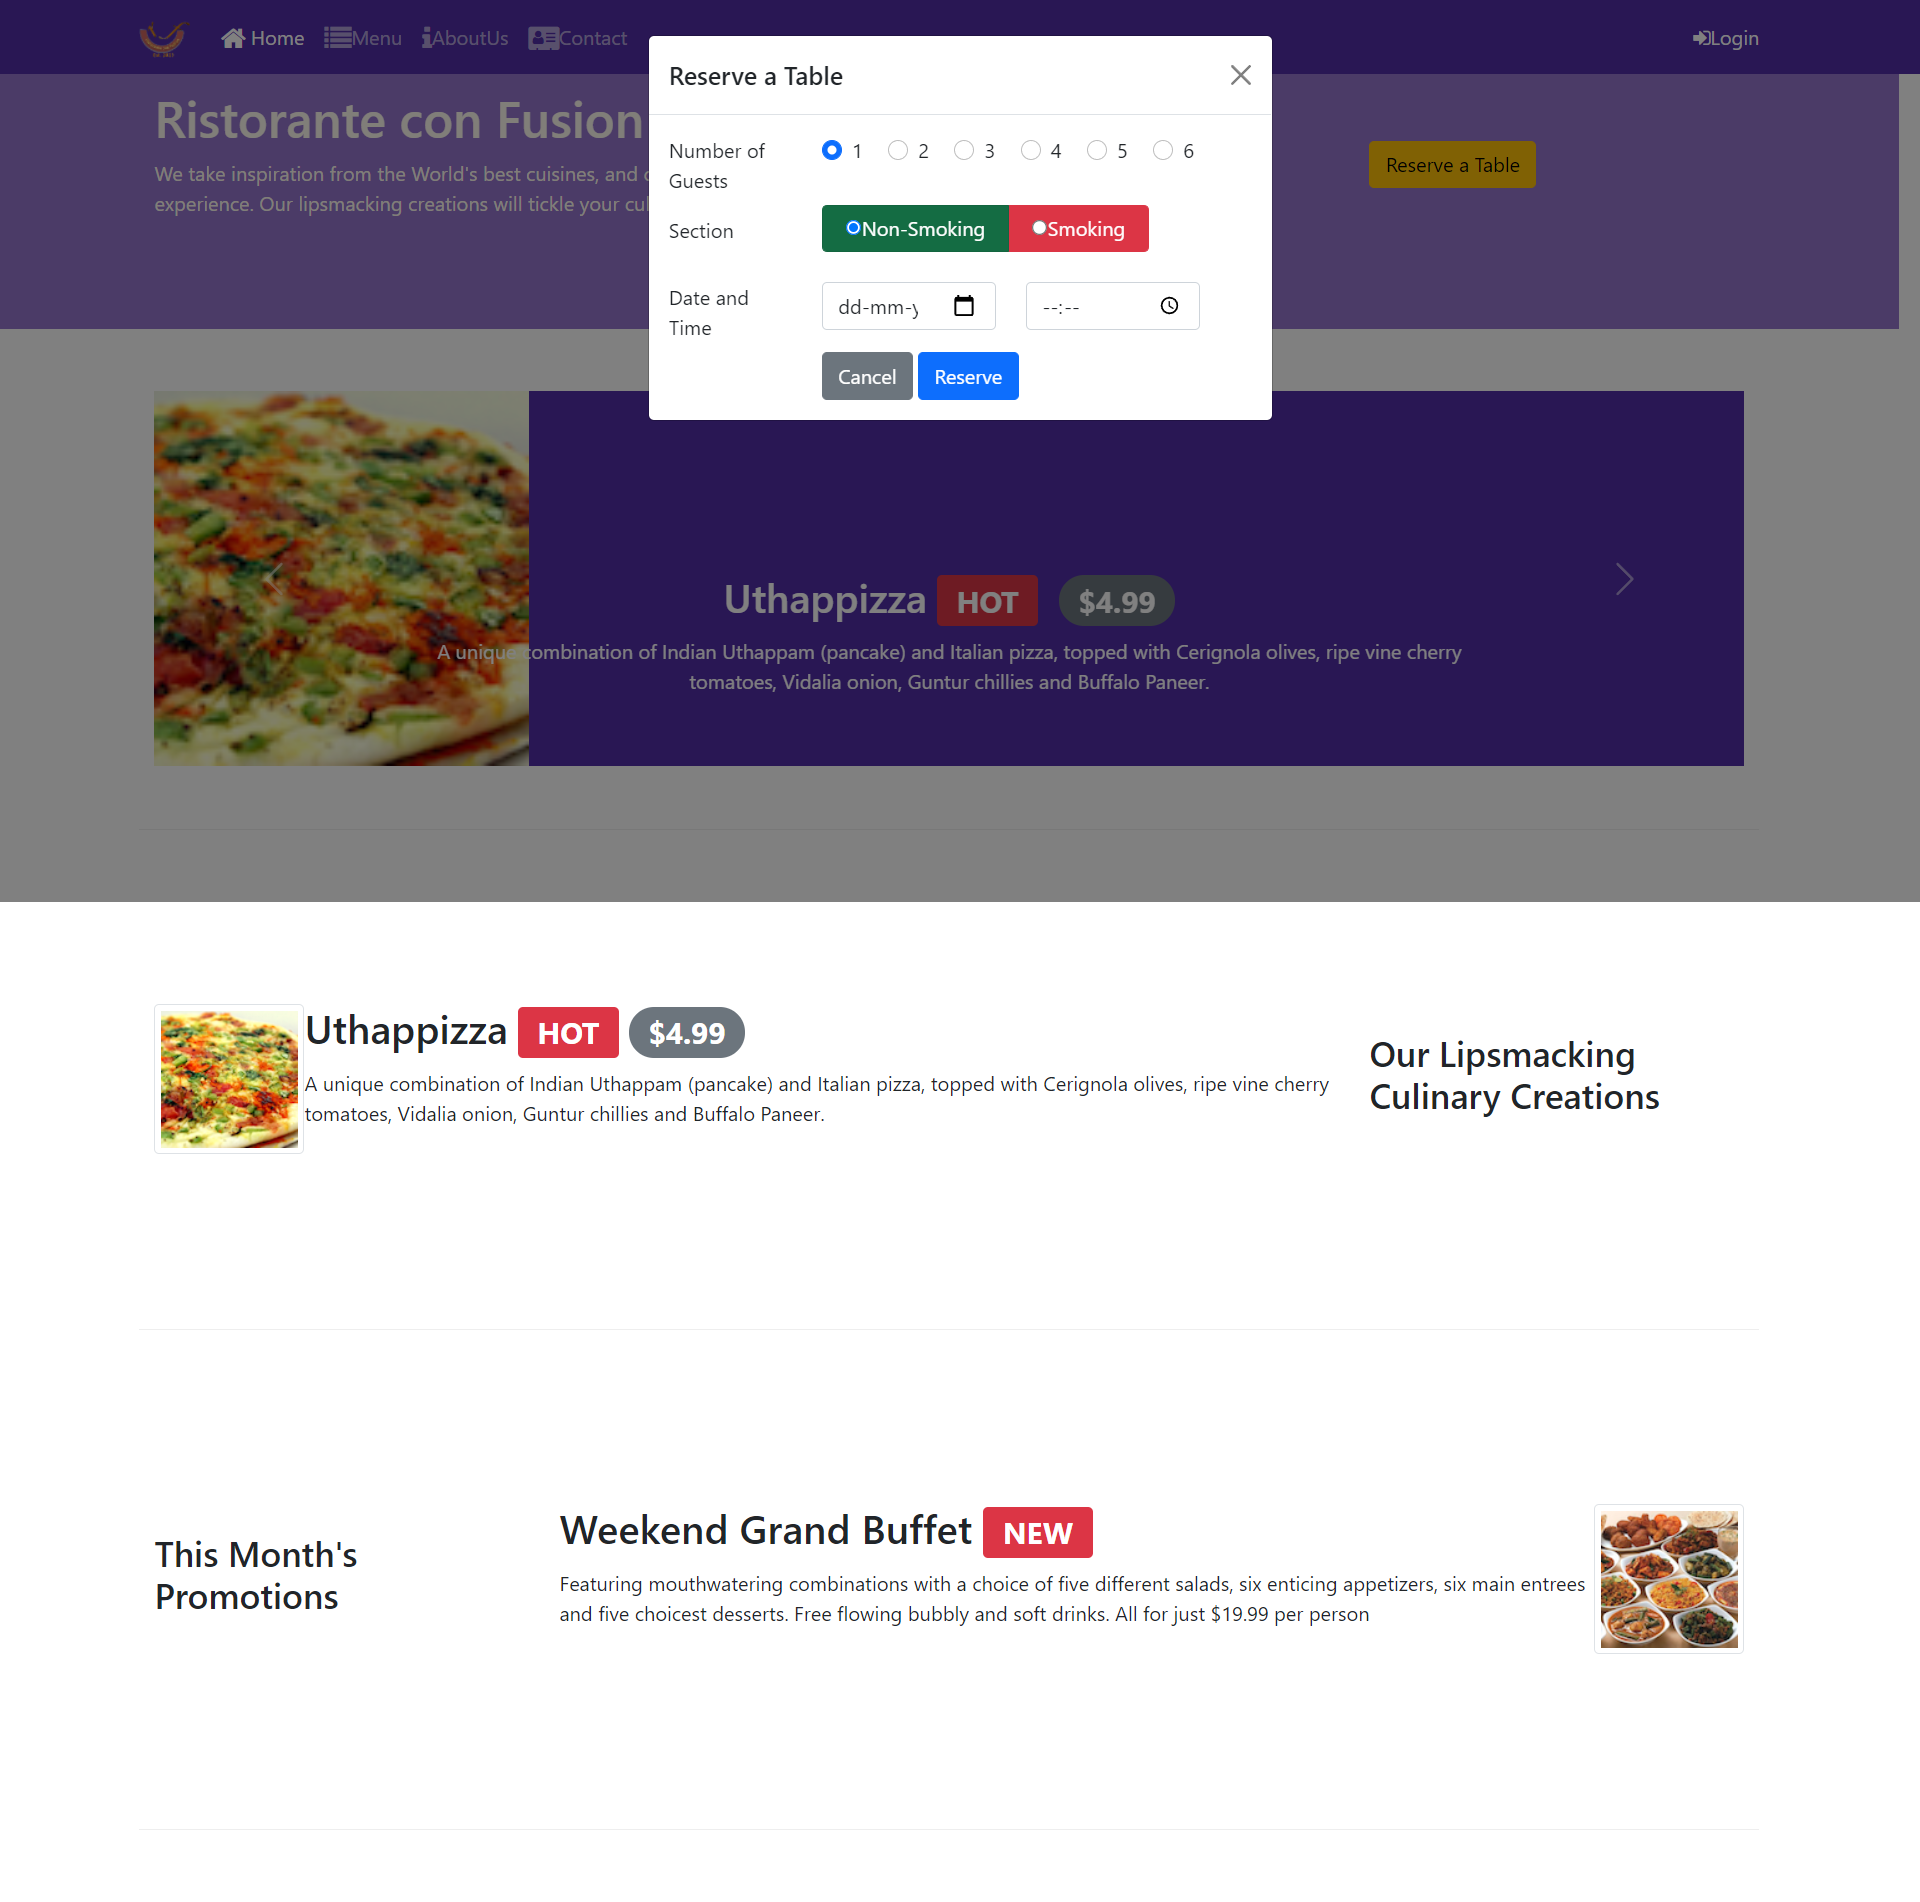 Home Menu AboutUs Contact
Login
Reserve a Table
Ristorante con Fusion
We take inspiration from the World's best cuisines, and
experience. Our lipsmacking creations will tickle your
Reserve a Table
Number of
Guests
1 2 3 4 5 6
Section
Non-Smoking Smoking
Date and
Time
dd-mm-y
--:--
Cancel Reserve
Uthappizza HOT $4.99
A unique combination of Indian Uthappam (pancake) and Italian pizza, topped with Cerignola olives, ripe vine cherry
tomatoes, Vidalia onion, Guntur chillies and Buffalo Paneer.
Uthappizza HOT $4.99
A unique combination of Indian Uthappam (pancake) and Italian pizza, topped with Cerignola olives, ripe vine cherry
tomatoes, Vidalia onion, Guntur chillies and Buffalo Paneer.
Our Lipsmacking
Culinary Creations
This Month's
Promotions
Weekend Grand Buffet NEW
Featuring mouthwatering combinations with a choice of five different salads, six enticing appetizers, six main entrees
and five choicest desserts. Free flowing bubbly and soft drinks. All for just $19.99 per person